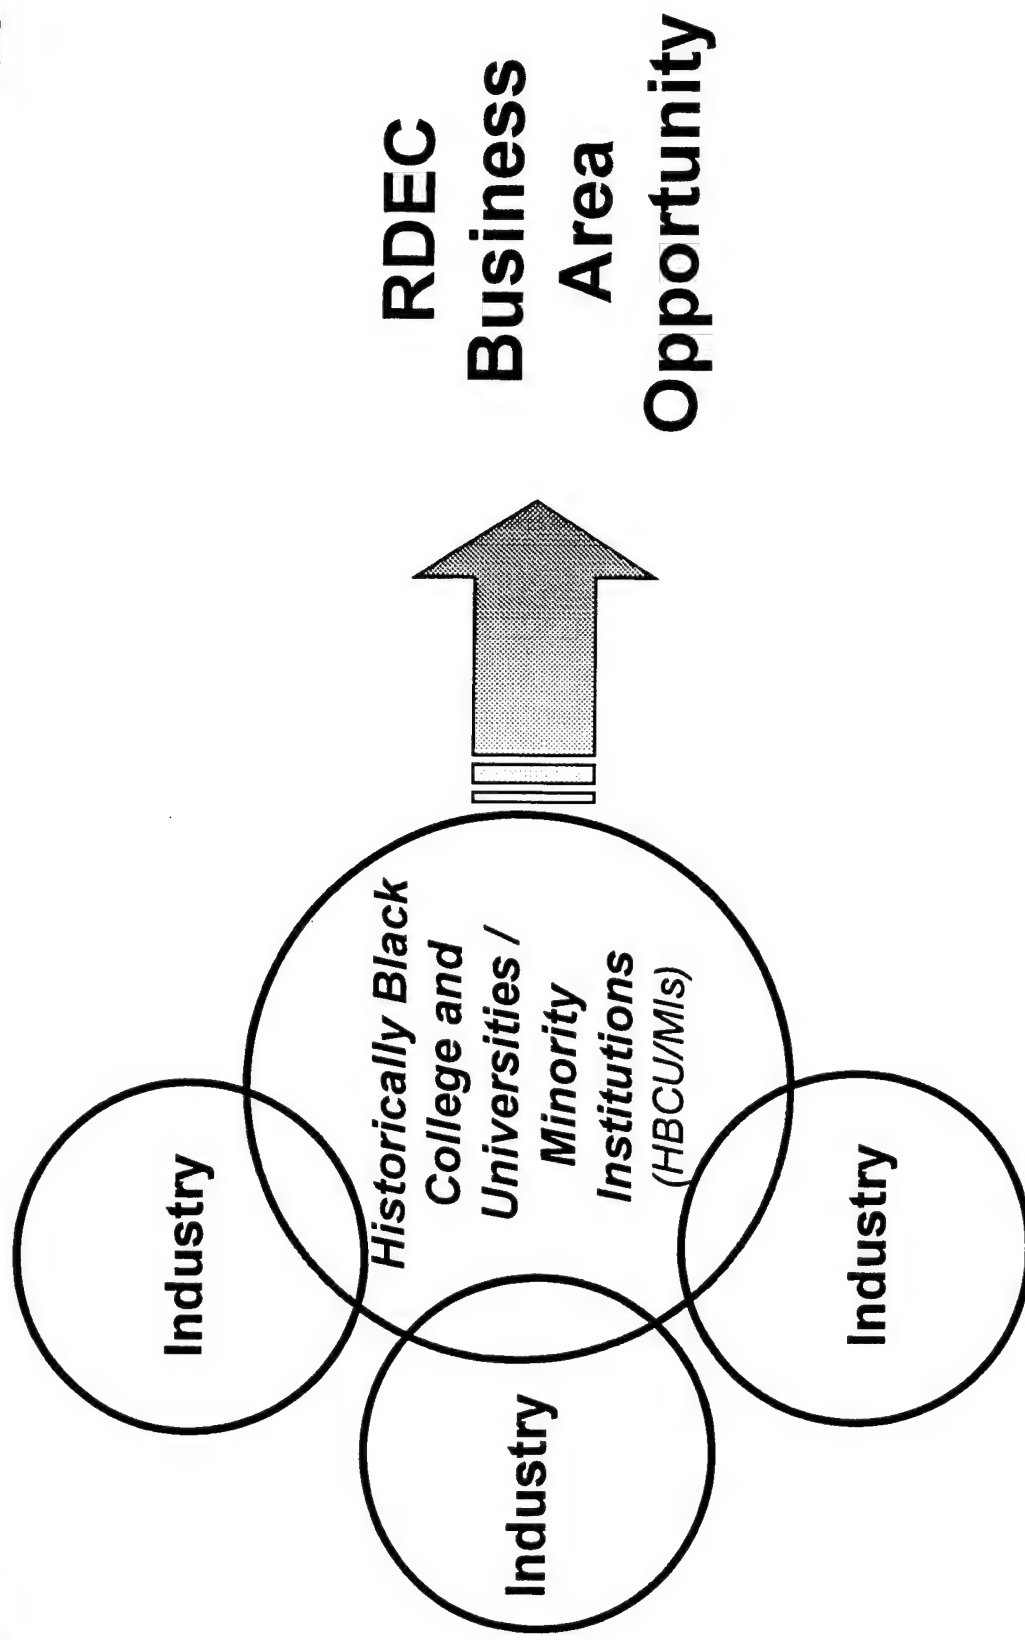 Industry
Industry
Industry
Historically Black
College and
Universities /
Minority
Institutions
(HBCU/MIs)
RDEC
Business
Area
Opportunity